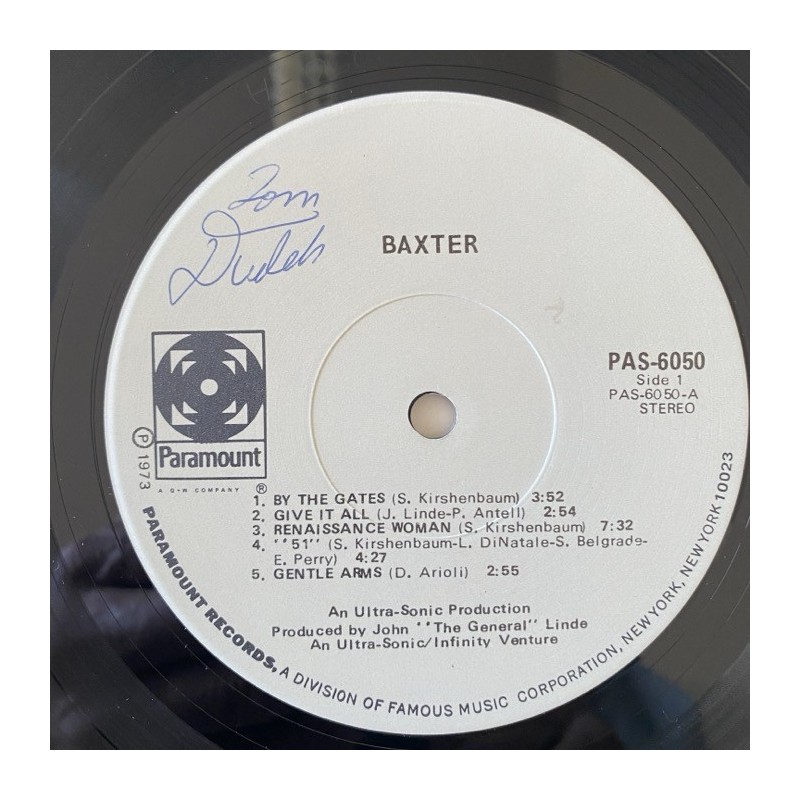 Tom
BAXTER
PAS-6050
Side 1
PAS-6050-A
STEREO
Paramount
A G+W COMPANY ®
Ⓟ 1973
1. BY THE GATES (S. Kirshenbaum) 3:52
2. GIVE IT ALL (J. Linde-P. Antell) 2:54
3. RENAISSANCE WOMAN (S. Kirshenbaum) 7:32
4. ''51'' (S. Kirshenbaum-L. DiNatale-S. Belgrade-
E. Perry) 4:27
5. GENTLE ARMS (D. Arioli) 2:55
An Ultra-Sonic Production
Produced by John ''The General'' Linde
An Ultra-Sonic/Infinity Venture
PARAMOUNT RECORDS, A DIVISION OF FAMOUS MUSIC CORPORATION, NEW YORK, NEW YORK 10023